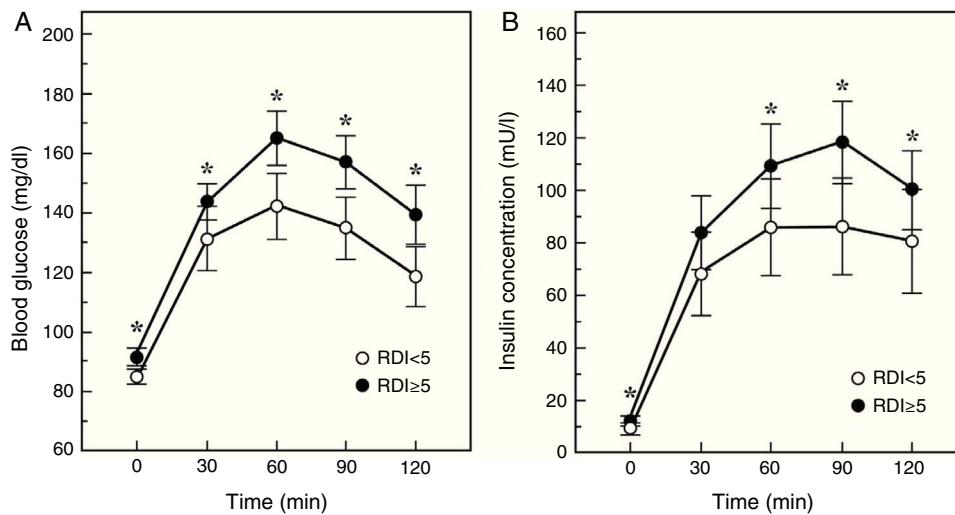 A
Blood glucose (mg/dl)
200
180
160
140
120
100
80
60
*
*
*
*
*
RDI<5
RDI≥5
0 30 60 90 120
Time (min)
B
Insulin concentration (mU/l)
160
140
120
100
80
60
40
20
0
*
*
*
*
RDI<5
RDI≥5
0 30 60 90 120
Time (min)